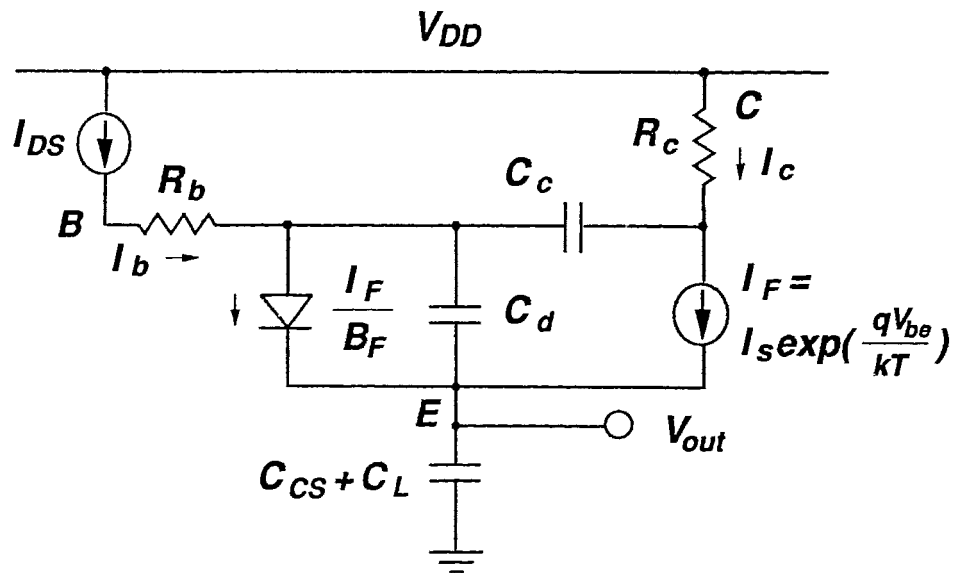 V_DD
I_DS
R_b
B
I_b →
C
R_c
↓ I_c
C_c
I_F
B_F
C_d
I_F =
I_s exp( qV_be / kT )
E
V_out
C_CS + C_L